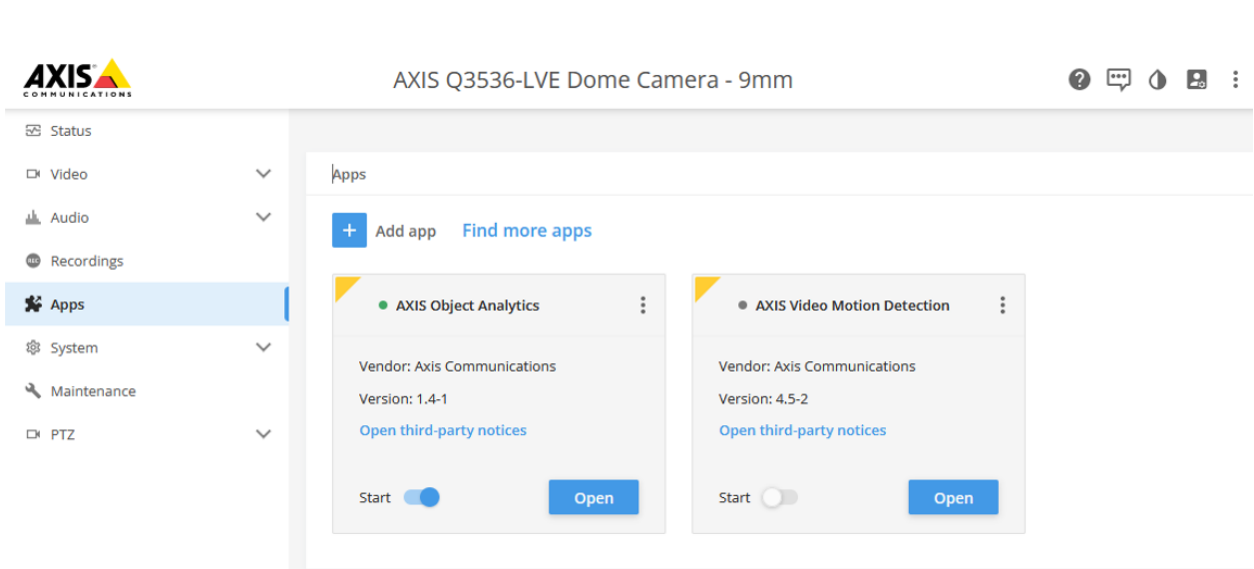 AXIS
COMMUNICATIONS
AXIS Q3536-LVE Dome Camera - 9mm
Status
Video
Audio
REC
Recordings
Apps
System
Maintenance
PTZ
Apps
Add app
Find more apps
AXIS Object Analytics
Vendor: Axis Communications
Version: 1.4-1
Open third-party notices
Start
Open
AXIS Video Motion Detection
Vendor: Axis Communications
Version: 4.5-2
Open third-party notices
Start
Open